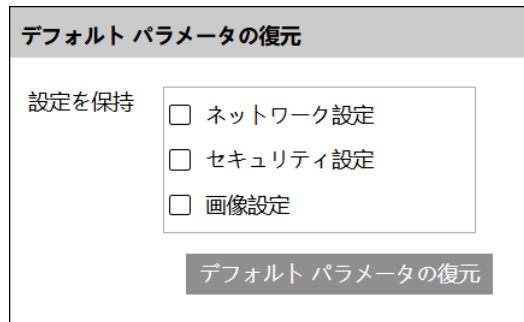 デフォルト パラメータの復元
設定を保持
ネットワーク設定
セキュリティ設定
画像設定
デフォルト パラメータの復元